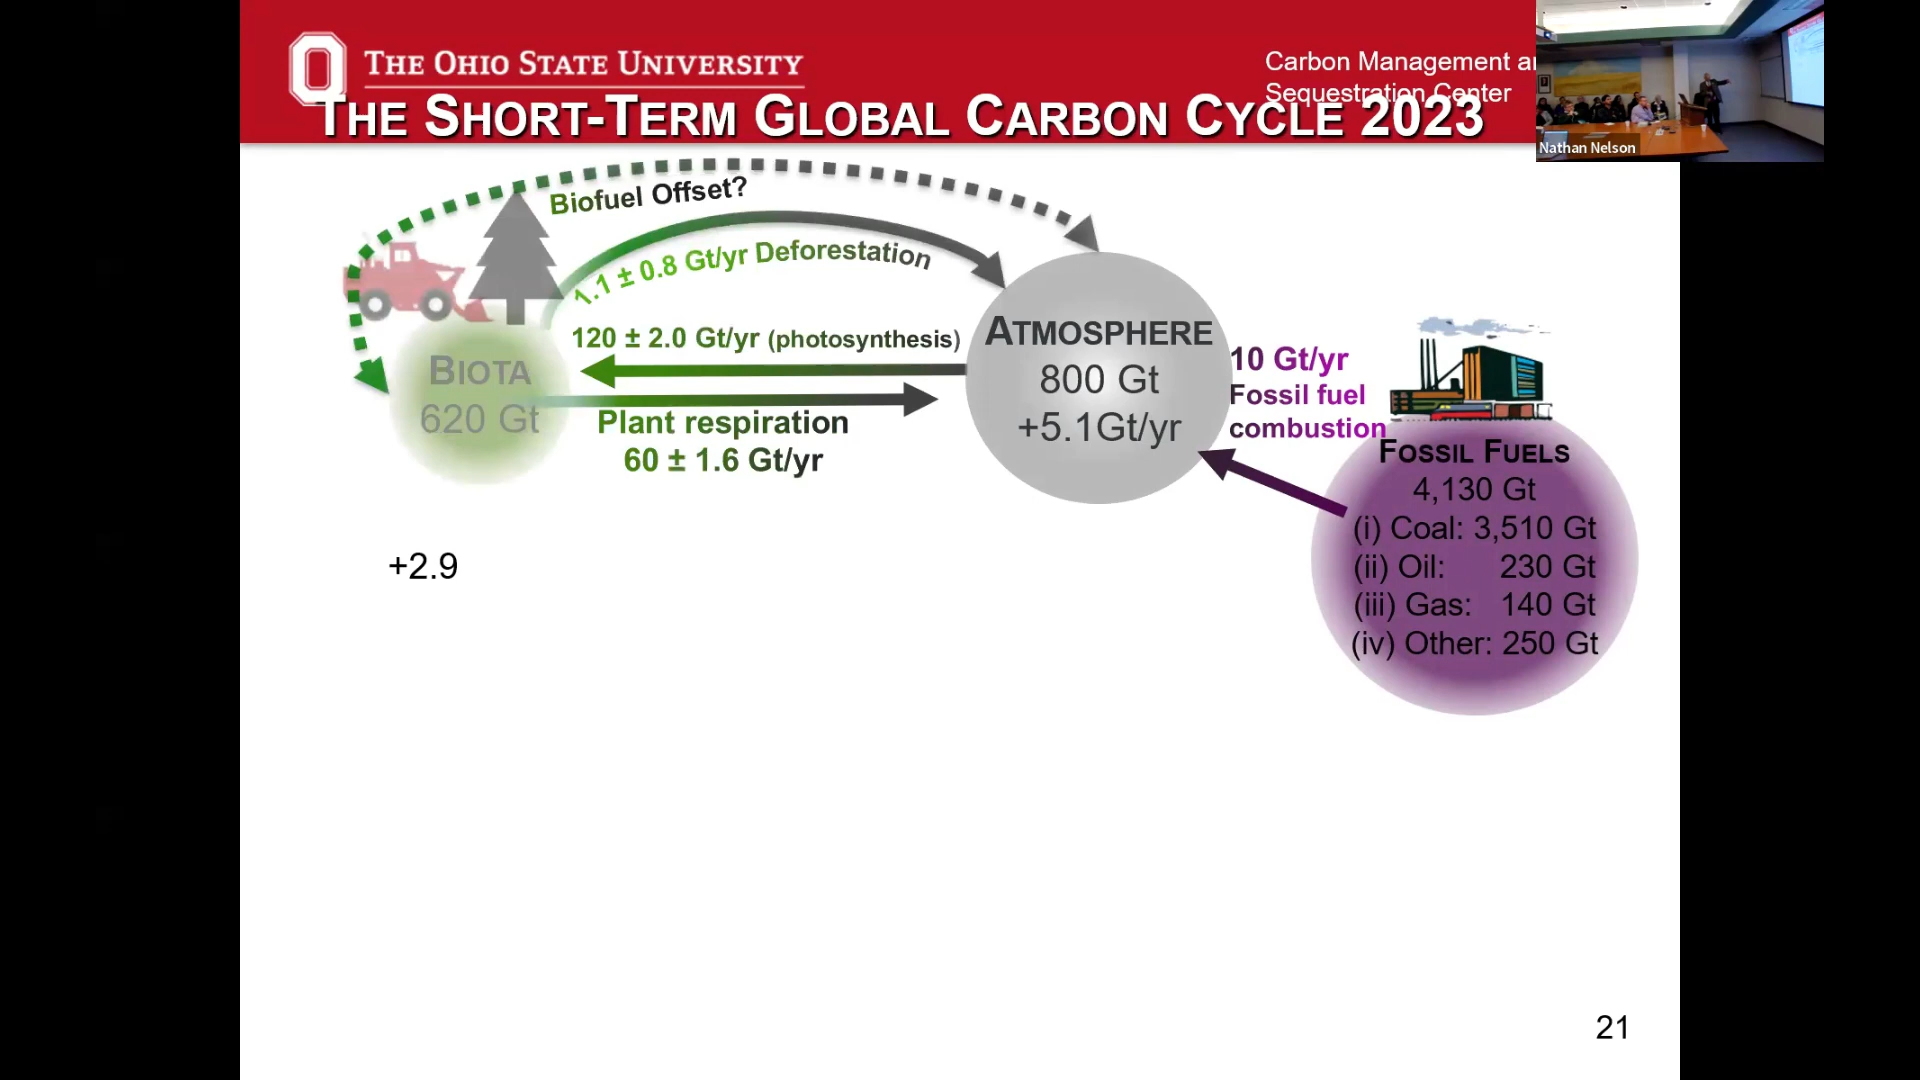 THE OHIO STATE UNIVERSITY
Carbon Management an
Sequestration Center
THE SHORT-TERM GLOBAL CARBON CYCLE 2023
Nathan Nelson
Biofuel Offset?
1.1 ± 0.8 Gt/yr Deforestation
120 ± 2.0 Gt/yr (photosynthesis)
BIOTA
620 Gt
Plant respiration
60 ± 1.6 Gt/yr
ATMOSPHERE
800 Gt
+5.1Gt/yr
10 Gt/yr
Fossil fuel
combustion
FOSSIL FUELS
4,130 Gt
(i) Coal: 3,510 Gt
(ii) Oil: 230 Gt
(iii) Gas: 140 Gt
(iv) Other: 250 Gt
+2.9
21